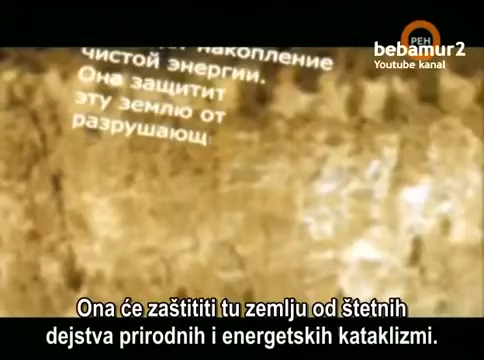 РЕН
bebamur2
Youtube kanal
накопление
чистой энергии.
Она защитит
эту землю от
разрушающ
Ona će zaštititi tu zemlju od štetnih
dejstva prirodnih i energetskih kataklizmi.